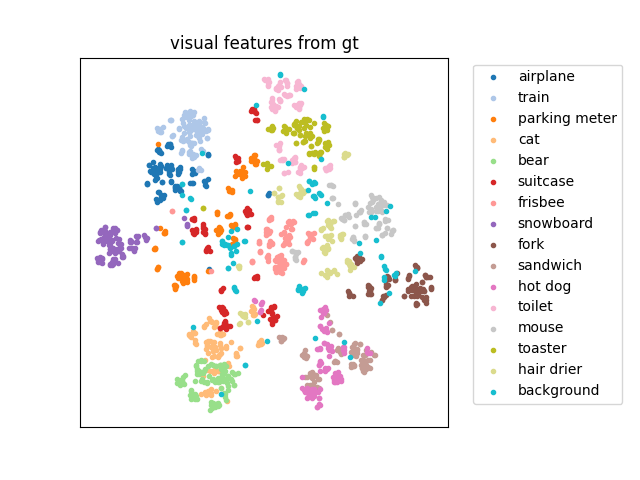 visual features from gt
airplane
train
parking meter
cat
bear
suitcase
frisbee
snowboard
fork
sandwich
hot dog
toilet
mouse
toaster
hair drier
background